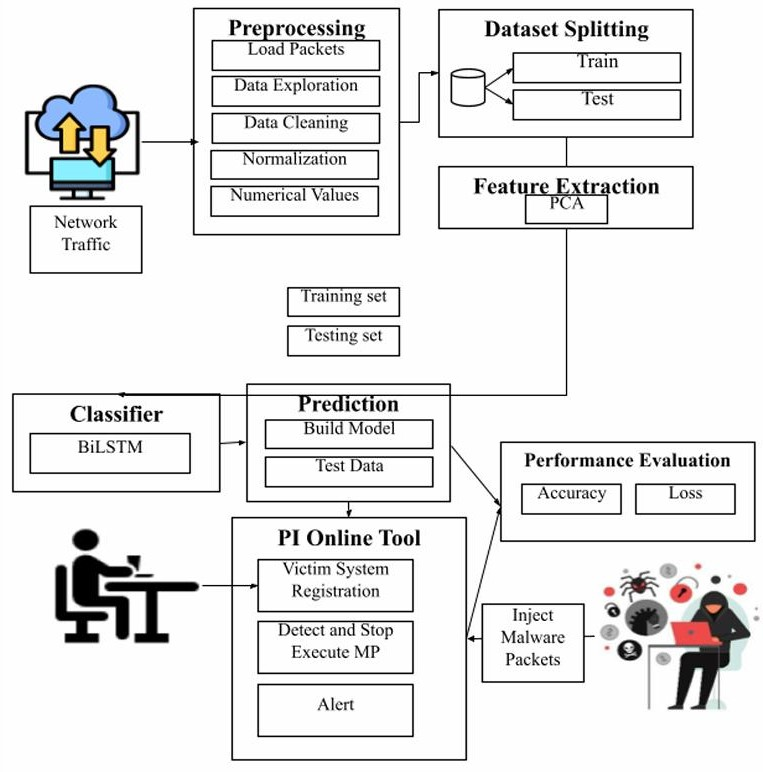 Preprocessing
Load Packets
Data Exploration
Data Cleaning
Normalization
Numerical Values
Dataset Splitting
Train
Test
Network
Traffic
Feature Extraction
PCA
Training set
Testing set
Classifier
BiLSTM
Prediction
Build Model
Test Data
Performance Evaluation
Accuracy
Loss
PI Online Tool
Victim System
Registration
Detect and Stop
Execute MP
Alert
Inject
Malware
Packets